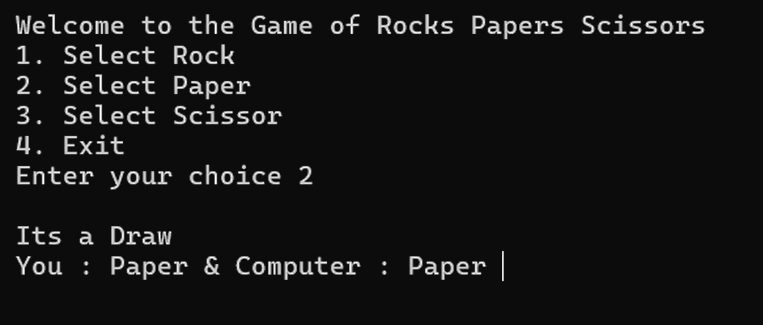 Welcome to the Game of Rocks Papers Scissors
1. Select Rock
2. Select Paper
3. Select Scissor
4. Exit
Enter your choice 2
Its a Draw
You : Paper & Computer : Paper